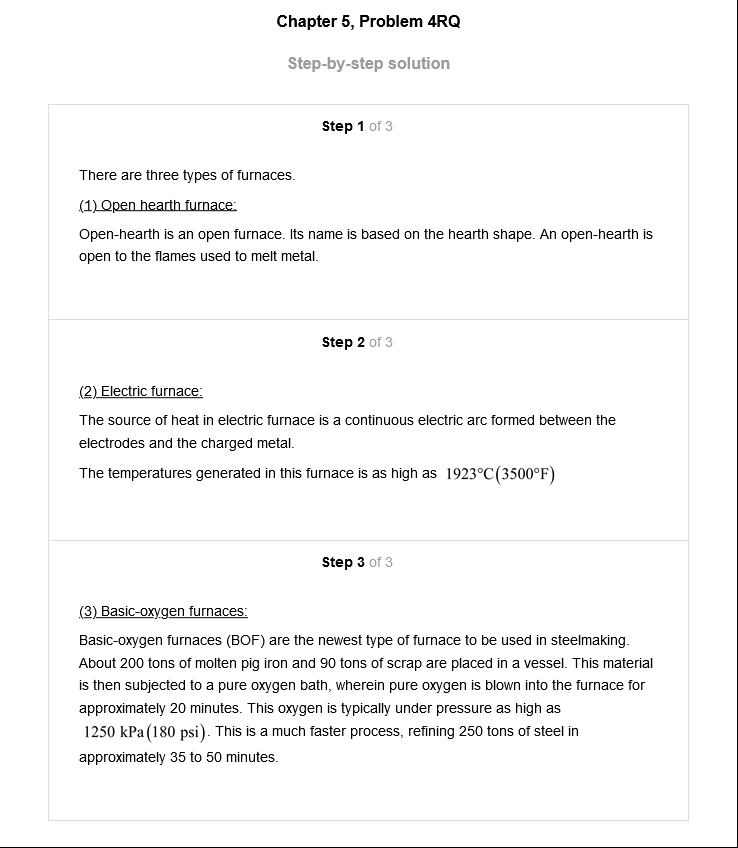 Chapter 5, Problem 4RQ
Step-by-step solution
Step 1 of 3
There are three types of furnaces.
(1) Open hearth furnace:
Open-hearth is an open furnace. Its name is based on the hearth shape. An open-hearth is
open to the flames used to melt metal.
Step 2 of 3
(2) Electric furnace:
The source of heat in electric furnace is a continuous electric arc formed between the
electrodes and the charged metal.
The temperatures generated in this furnace is as high as 1923°C(3500°F)
Step 3 of 3
(3) Basic-oxygen furnaces:
Basic-oxygen furnaces (BOF) are the newest type of furnace to be used in steelmaking.
About 200 tons of molten pig iron and 90 tons of scrap are placed in a vessel. This material
is then subjected to a pure oxygen bath, wherein pure oxygen is blown into the furnace for
approximately 20 minutes. This oxygen is typically under pressure as high as
1250 kPa(180 psi). This is a much faster process, refining 250 tons of steel in
approximately 35 to 50 minutes.